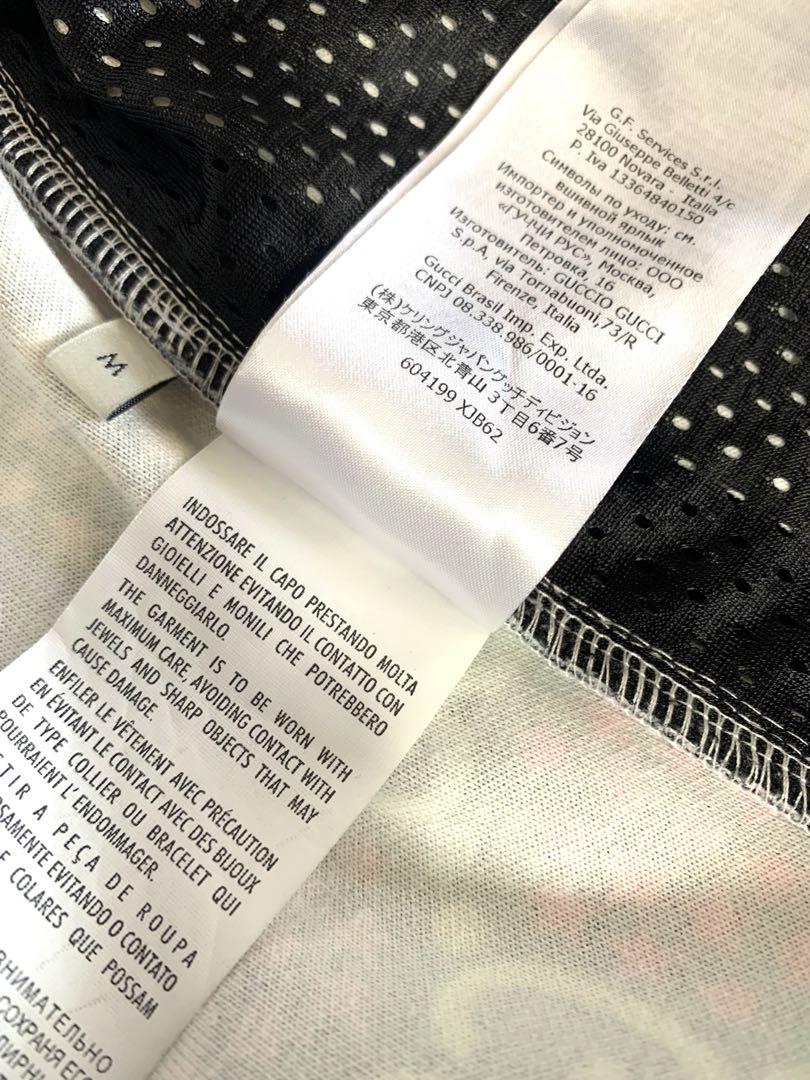 G.F. Services S.r.l.
Via Giuseppe Belletti 4/c
28100 Novara - Italia
P. Iva 13364840150
Символы по уходу: см.
вшивной ярлык
Импортер и уполномоченное
изготовителем лицо: ООО
«ГУЧЧИ РУС», Москва,
Петровка, 16
Изготовитель: GUCCIO GUCCI
S.p.A, via Tornabuoni,73/R
Firenze, Italia
Gucci Brasil Imp. Exp. Ltda.
CNPJ 08.338.986/0001-16
(株)ケリングジャパングッチディビジョン
東京都港区北青山 3丁目6番7号
604199 XJB62
M
INDOSSARE IL CAPO PRESTANDO MOLTA
ATTENZIONE EVITANDO IL CONTATTO CON
GIOIELLI E MONILI CHE POTREBBERO
DANNEGGIARLO.
THE GARMENT IS TO BE WORN WITH
MAXIMUM CARE, AVOIDING CONTACT WITH
JEWELS AND SHARP OBJECTS THAT MAY
CAUSE DAMAGE.
ENFILER LE VÊTEMENT AVEC PRÉCAUTION
EN ÉVITANT LE CONTACT AVEC DES BIJOUX
DE TYPE COLLIER OU BRACELET QUI
POURRAIENT L'ENDOMMAGER.
TIR A PEÇA DE ROUPA
SAMENTE EVITANDO O CONTATO
E COLARES QUE POSSAM
ВНИМАТЕЛЬНО
СОХРАНЯ ЕГО